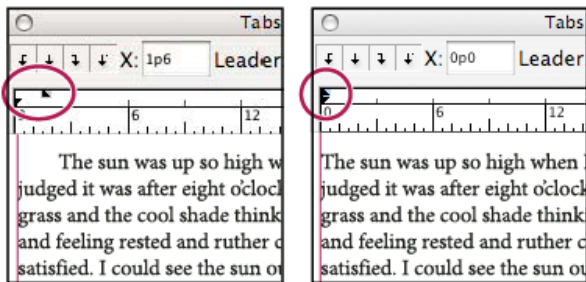 Tabs
X: 1p6 Leader
0 6 12
The sun was up so high w
judged it was after eight o'clock
grass and the cool shade think
and feeling rested and ruther c
satisfied. I could see the sun ou
Tabs
X: 0p0 Leader
0 6 12
The sun was up so high when
judged it was after eight o'clock
grass and the cool shade think
and feeling rested and ruther c
satisfied. I could see the sun ou